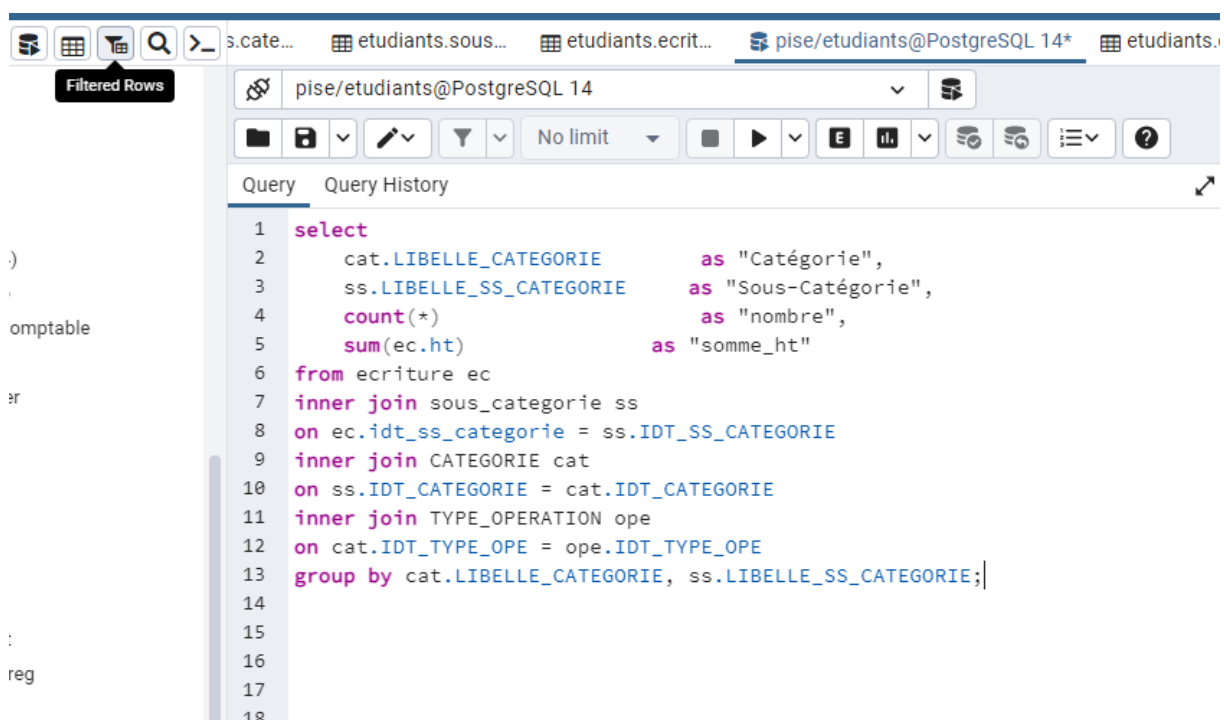 s.cate... etudiants.sous... etudiants.ecrit... pise/etudiants@PostgreSQL 14* etudiants.
Filtered Rows
pise/etudiants@PostgreSQL 14
No limit
E
Query Query History
1 select
2 cat.LIBELLE_CATEGORIE as "Catégorie",
3 ss.LIBELLE_SS_CATEGORIE as "Sous-Catégorie",
4 count(*) as "nombre",
5 sum(ec.ht) as "somme_ht"
6 from ecriture ec
7 inner join sous_categorie ss
8 on ec.idt_ss_categorie = ss.IDT_SS_CATEGORIE
9 inner join CATEGORIE cat
10 on ss.IDT_CATEGORIE = cat.IDT_CATEGORIE
11 inner join TYPE_OPERATION ope
12 on cat.IDT_TYPE_OPE = ope.IDT_TYPE_OPE
13 group by cat.LIBELLE_CATEGORIE, ss.LIBELLE_SS_CATEGORIE;
14
15
16
17
18
omptable
er
reg